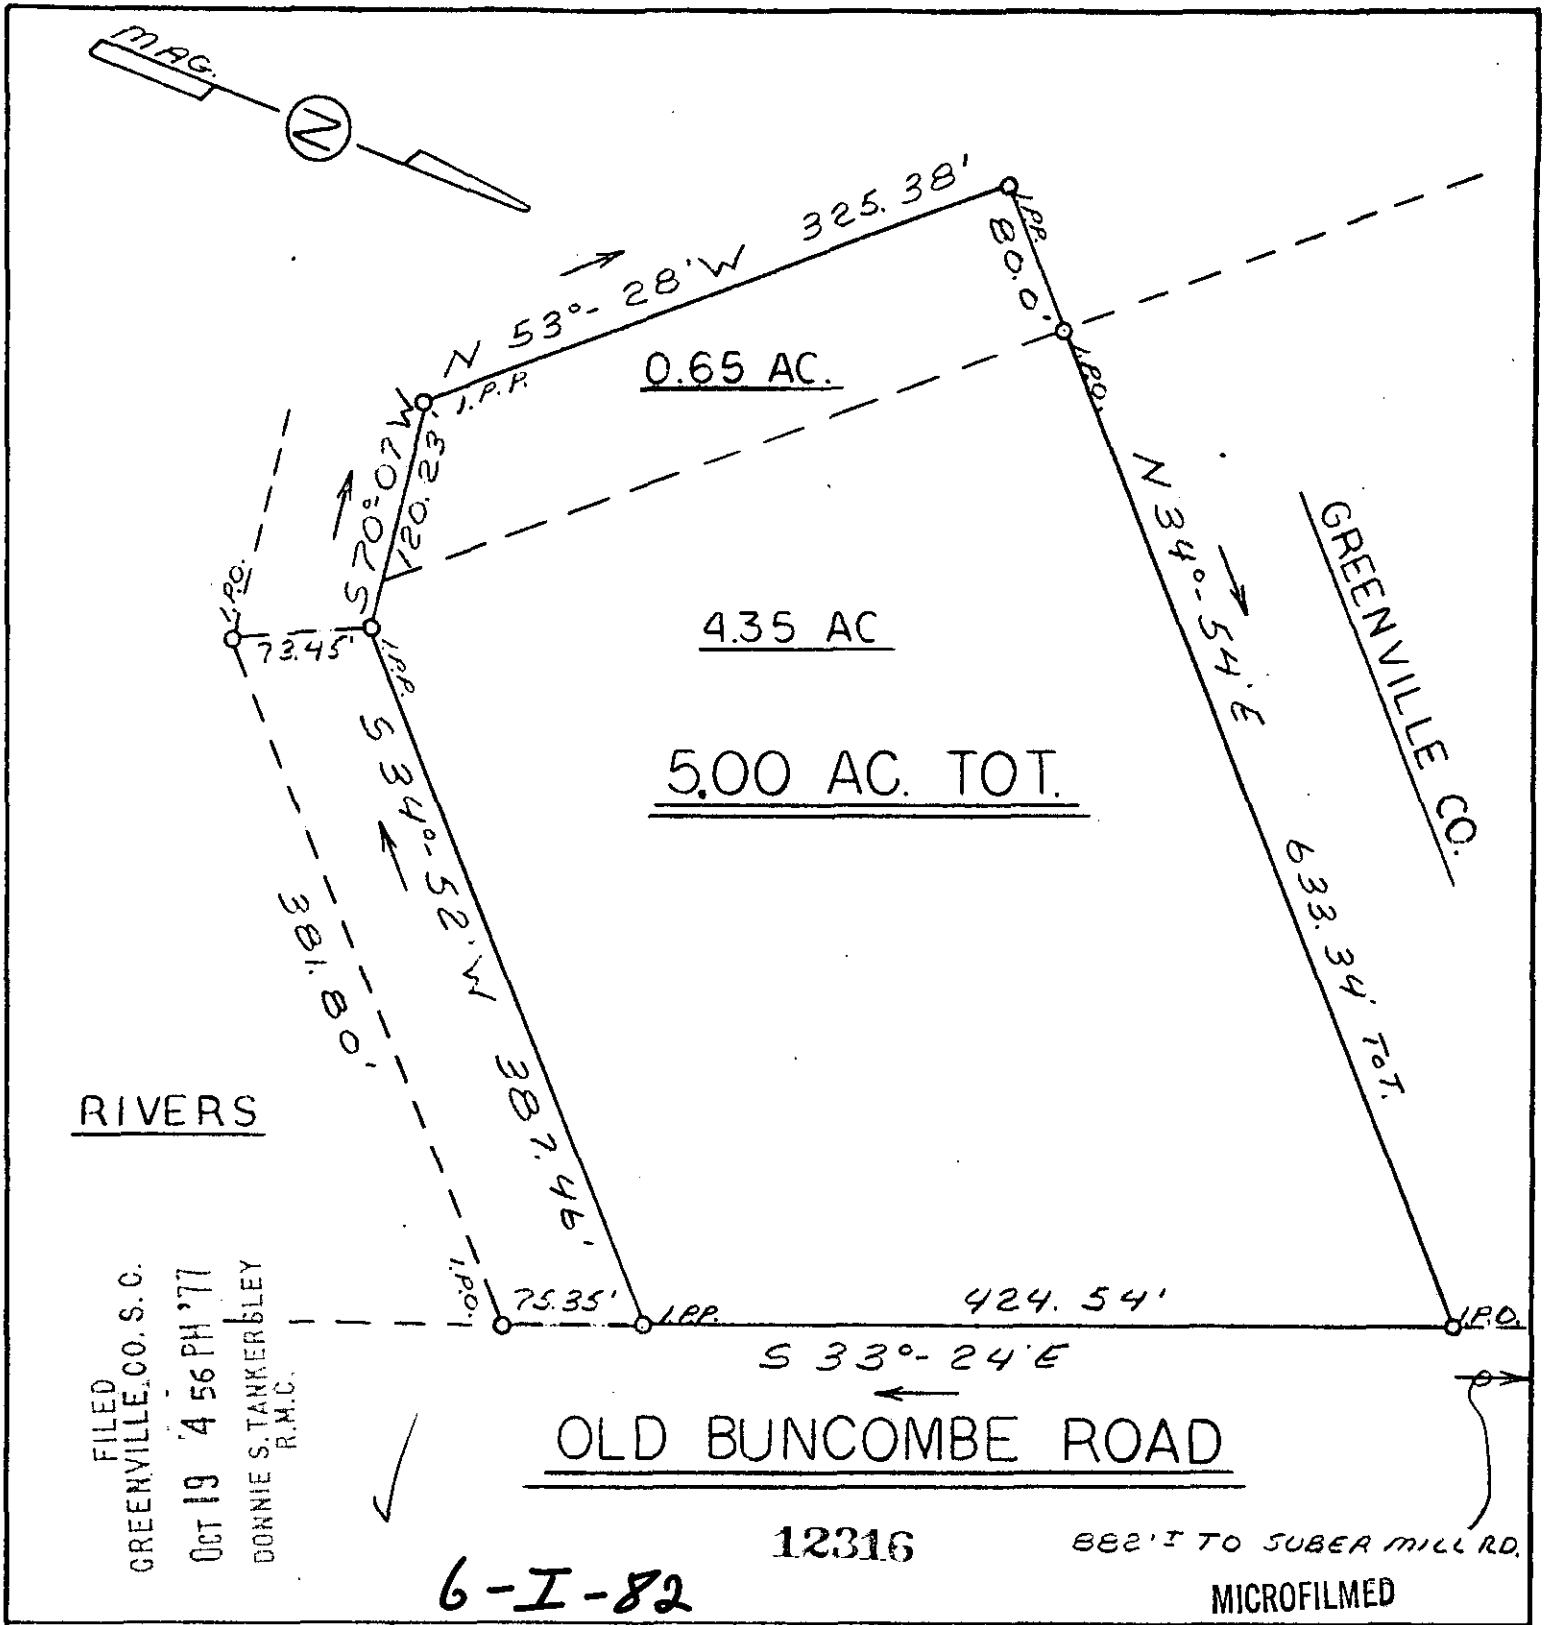 MAG.
N
N 53°-28'W 325.38'
I.P.P.
80.0'
0.65 AC.
I.P.P.
I.P.O.
S 70°-07'W
120.23'
N 34°-54'E
633.34' TOT.
GREENVILLE CO.
I.P.O.
73.45'
I.P.P.
4.35 AC
5.00 AC. TOT.
S 34°-52'W 387.46'
381.80'
RIVERS
I.P.O.
75.35'
I.P.P.
424.54'
I.P.O.
S 33°-24'E
OLD BUNCOMBE ROAD
FILED
GREENVILLE, CO. S. C.
OCT 19 4 56 PM '77
DONNIE S. TANKERSLEY
R.M.C.
12316
882'± TO SUBER MILL RD.
6-I-82
MICROFILMED